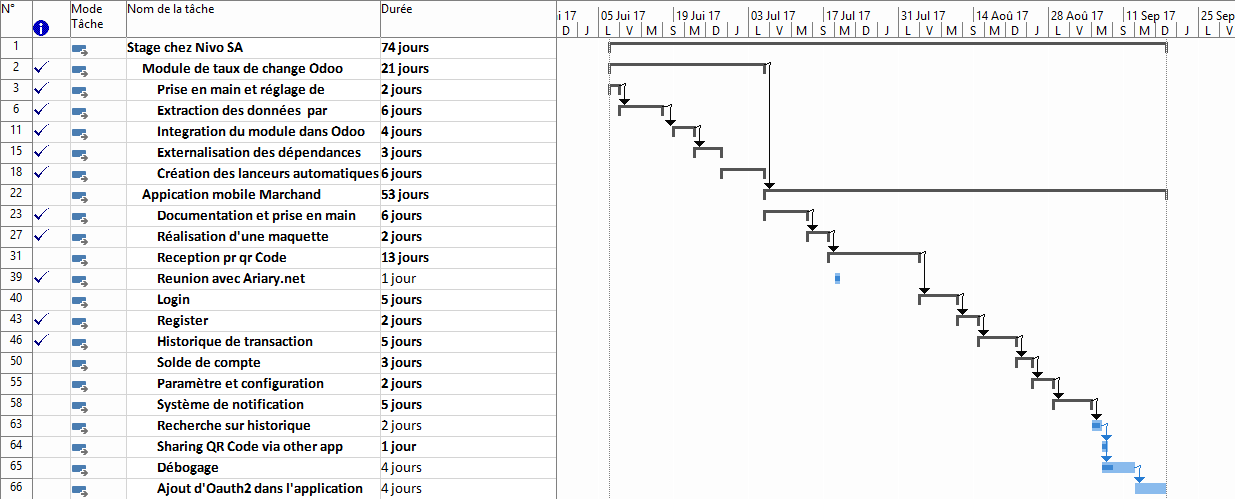 N° Mode Tâche Nom de la tâche Durée
i 17 05 Jui 17 19 Jui 17 03 Jul 17 17 Jul 17 31 Jul 17 14 Aoû 17 28 Aoû 17 11 Sep 17 25 Sep
D J L V M S M D J L V M S M D J L V M S M D J L V
1 Stage chez Nivo SA 74 jours
2 Module de taux de change Odoo 21 jours
3 Prise en main et réglage de 2 jours
6 Extraction des données par 6 jours
11 Integration du module dans Odoo 4 jours
15 Externalisation des dépendances 3 jours
18 Création des lanceurs automatiques 6 jours
22 Appication mobile Marchand 53 jours
23 Documentation et prise en main 6 jours
27 Réalisation d'une maquette 2 jours
31 Reception pr qr Code 13 jours
39 Reunion avec Ariary.net 1 jour
40 Login 5 jours
43 Register 2 jours
46 Historique de transaction 5 jours
50 Solde de compte 3 jours
55 Paramètre et configuration 2 jours
58 Système de notification 5 jours
63 Recherche sur historique 2 jours
64 Sharing QR Code via other app 1 jour
65 Débogage 4 jours
66 Ajout d'Oauth2 dans l'application 4 jours